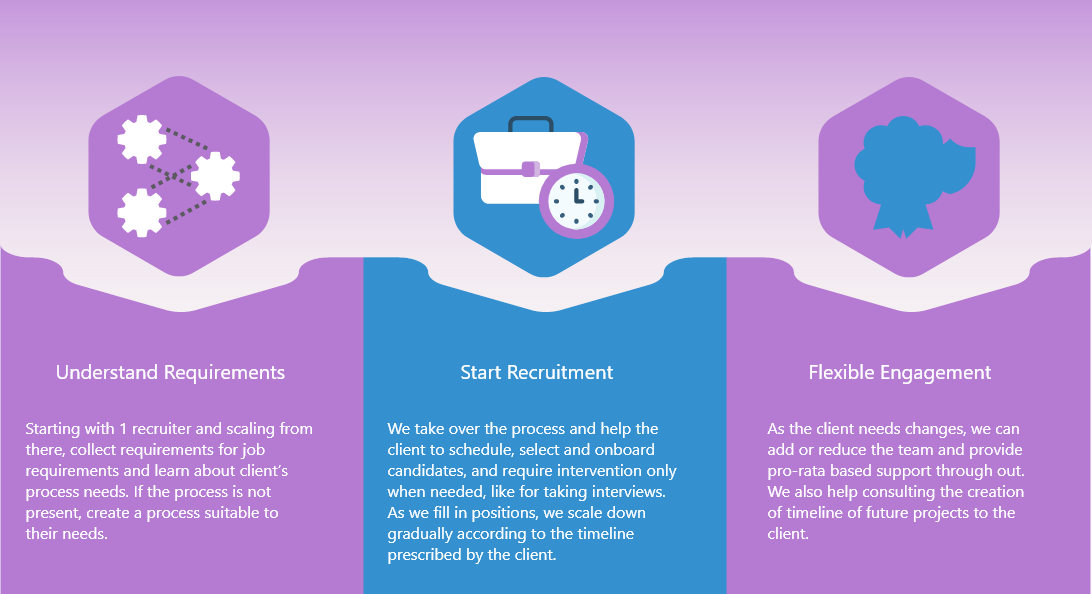 Understand Requirements
Starting with 1 recruiter and scaling from
there, collect requirements for job
requirements and learn about client's
process needs. If the process is not
present, create a process suitable to
their needs.
Start Recruitment
We take over the process and help the
client to schedule, select and onboard
candidates, and require intervention only
when needed, like for taking interviews.
As we fill in positions, we scale down
gradually according to the timeline
prescribed by the client.
Flexible Engagement
As the client needs changes, we can
add or reduce the team and provide
pro-rata based support through out.
We also help consulting the creation
of timeline of future projects to the
client.